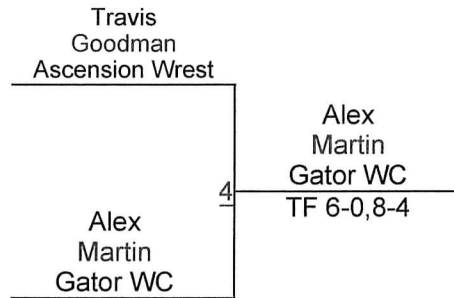 Travis
Goodman
Ascension Wrest
Alex
Martin
Gator WC
4
TF 6-0,8-4
Alex
Martin
Gator WC